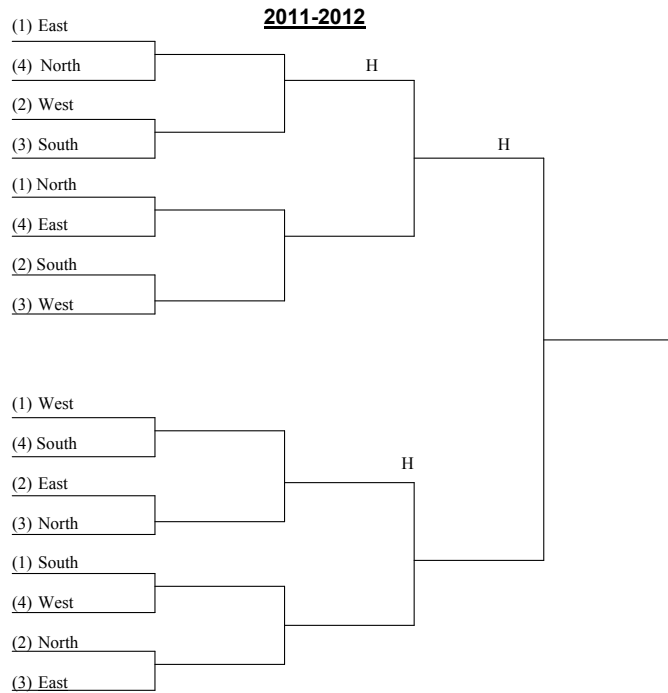 2011-2012
(1) East
(4) North
(2) West
(3) South
(1) North
(4) East
(2) South
(3) West
H
H
(1) West
(4) South
(2) East
(3) North
(1) South
(4) West
(2) North
(3) East
H